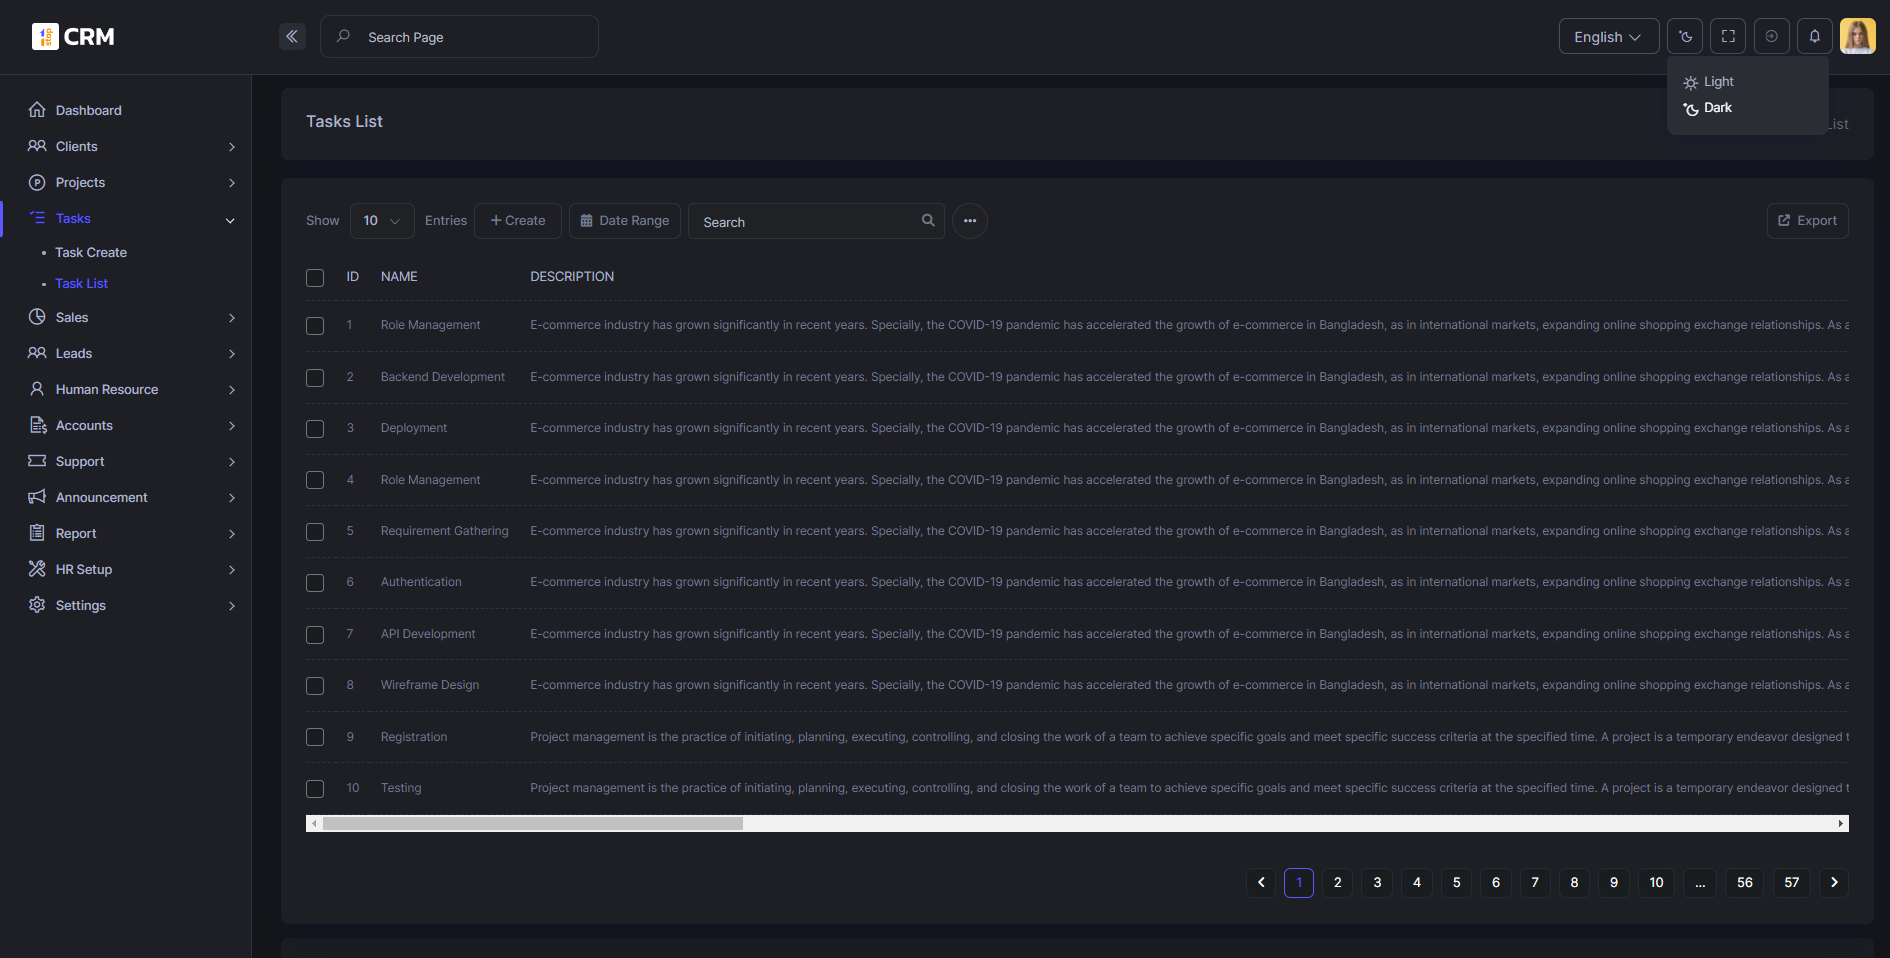 1 stop CRM
Search Page
English
Light
Dark
Dashboard
Clients
Projects
Tasks
Task Create
Task List
Sales
Leads
Human Resource
Accounts
Support
Announcement
Report
HR Setup
Settings
Tasks List
List
Show 10 Entries + Create Date Range Search ••• Export
ID NAME DESCRIPTION
1 Role Management E-commerce industry has grown significantly in recent years. Specially, the COVID-19 pandemic has accelerated the growth of e-commerce in Bangladesh, as in international markets, expanding online shopping exchange relationships. As a
2 Backend Development E-commerce industry has grown significantly in recent years. Specially, the COVID-19 pandemic has accelerated the growth of e-commerce in Bangladesh, as in international markets, expanding online shopping exchange relationships. As a
3 Deployment E-commerce industry has grown significantly in recent years. Specially, the COVID-19 pandemic has accelerated the growth of e-commerce in Bangladesh, as in international markets, expanding online shopping exchange relationships. As a
4 Role Management E-commerce industry has grown significantly in recent years. Specially, the COVID-19 pandemic has accelerated the growth of e-commerce in Bangladesh, as in international markets, expanding online shopping exchange relationships. As a
5 Requirement Gathering E-commerce industry has grown significantly in recent years. Specially, the COVID-19 pandemic has accelerated the growth of e-commerce in Bangladesh, as in international markets, expanding online shopping exchange relationships. As a
6 Authentication E-commerce industry has grown significantly in recent years. Specially, the COVID-19 pandemic has accelerated the growth of e-commerce in Bangladesh, as in international markets, expanding online shopping exchange relationships. As a
7 API Development E-commerce industry has grown significantly in recent years. Specially, the COVID-19 pandemic has accelerated the growth of e-commerce in Bangladesh, as in international markets, expanding online shopping exchange relationships. As a
8 Wireframe Design E-commerce industry has grown significantly in recent years. Specially, the COVID-19 pandemic has accelerated the growth of e-commerce in Bangladesh, as in international markets, expanding online shopping exchange relationships. As a
9 Registration Project management is the practice of initiating, planning, executing, controlling, and closing the work of a team to achieve specific goals and meet specific success criteria at the specified time. A project is a temporary endeavor designed t
10 Testing Project management is the practice of initiating, planning, executing, controlling, and closing the work of a team to achieve specific goals and meet specific success criteria at the specified time. A project is a temporary endeavor designed t
1 2 3 4 5 6 7 8 9 10 ... 56 57